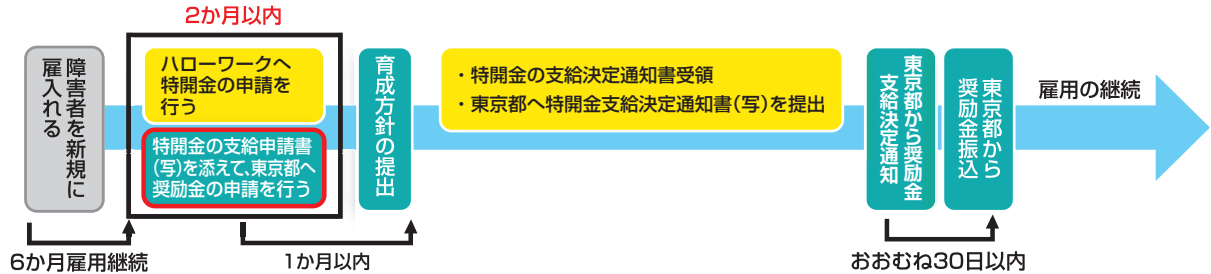 2か月以内
障害者を新規に
雇入れる
ハローワークへ
特開金の申請を
行う
特開金の支給申請書
(写)を添えて、東京都へ
奨励金の申請を行う
育成方針の提出
・特開金の支給決定通知書受領
・東京都へ特開金支給決定通知書(写)を提出
東京都から奨励金
支給決定通知
東京都から
奨励金振込
雇用の継続
6か月雇用継続
1か月以内
おおむね30日以内